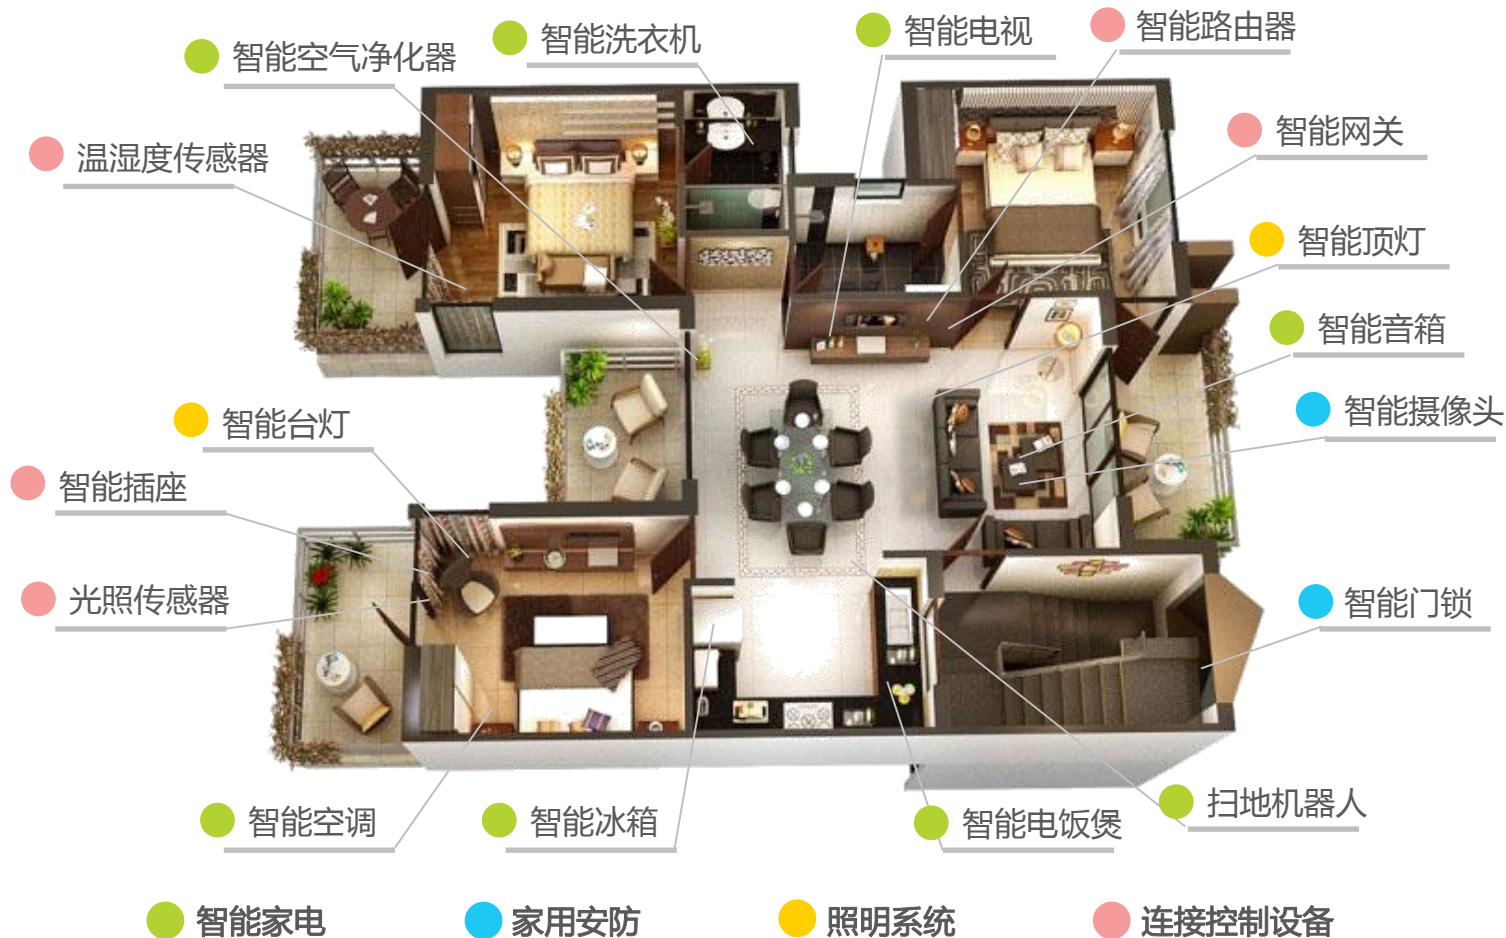 智能空气净化器
智能洗衣机
智能电视
智能路由器
温湿度传感器
智能网关
智能顶灯
智能音箱
智能台灯
智能摄像头
智能插座
光照传感器
智能门锁
智能空调
智能冰箱
智能电饭煲
扫地机器人
智能家电
家用安防
照明系统
连接控制设备